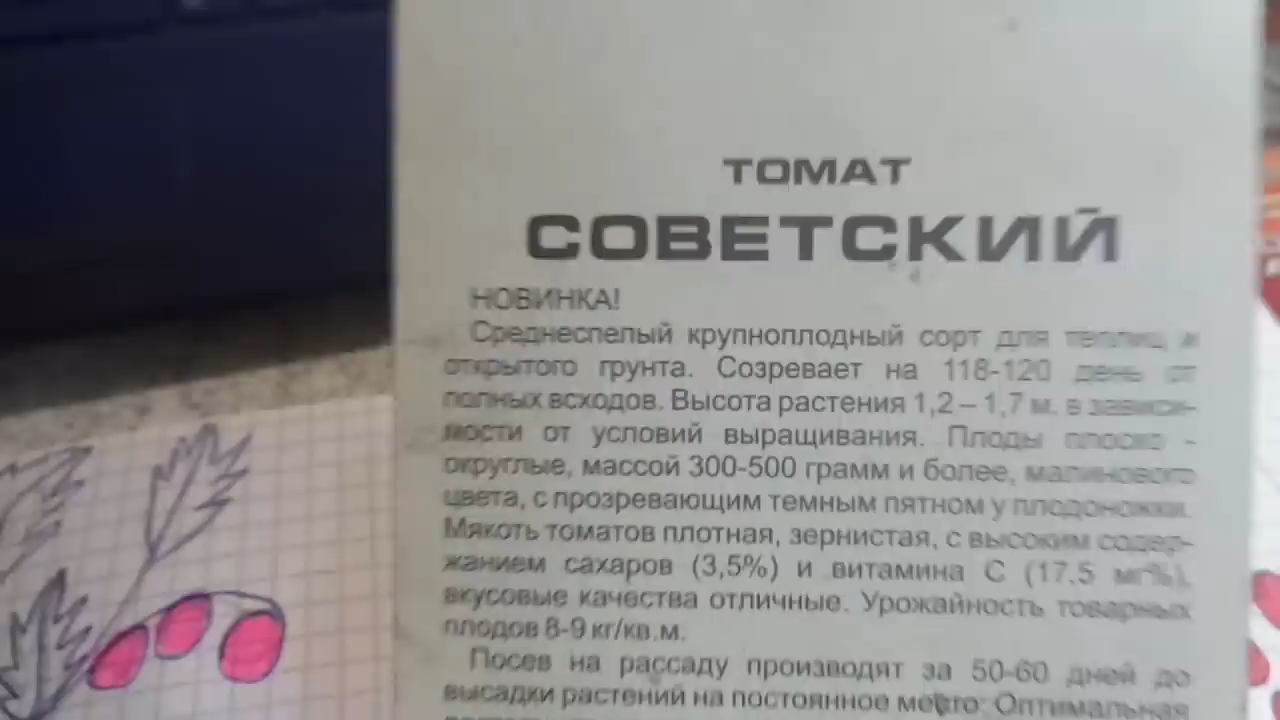 ТОМАТ
СОВЕТСКИЙ
НОВИНКА!
Среднеспелый крупноплодный сорт для теплиц и
открытого грунта. Созревает на 118-120 день от
полных всходов. Высота растения 1,2 – 1,7 м. в зависи-
мости от условий выращивания. Плоды плоско -
округлые, массой 300-500 грамм и более, малинового
цвета, с прозревающим темным пятном у плодоножки.
Мякоть томатов плотная, зернистая, с высоким содер-
жанием сахаров (3,5%) и витамина С (17,5 мг%),
вкусовые качества отличные. Урожайность товарных
плодов 8-9 кг/кв.м.
Посев на рассаду производят за 50-60 дней до
высадки растений на постоянное место. Оптимальная